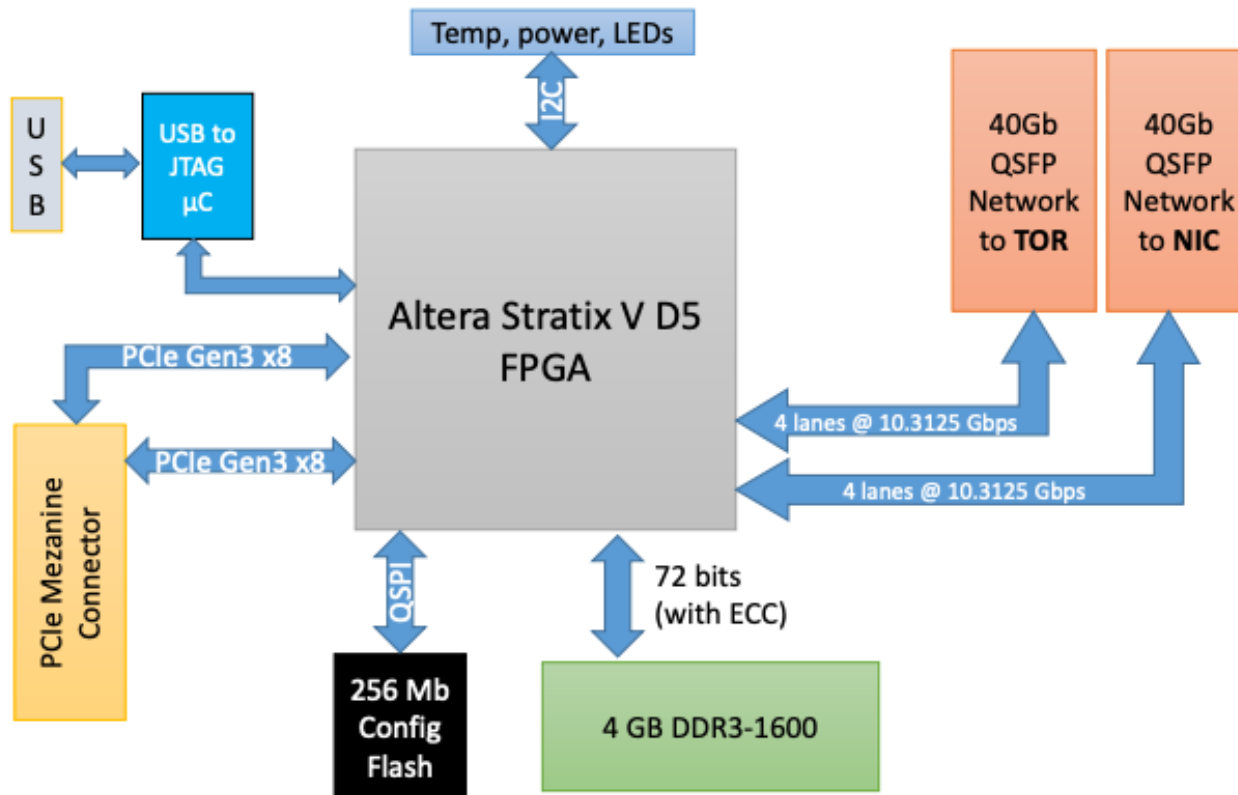 Temp, power, LEDs
I2C
U
S
B
USB to
JTAG
µC
40Gb
QSFP
Network
to TOR
40Gb
QSFP
Network
to NIC
Altera Stratix V D5
FPGA
PCIe Gen3 x8
PCIe Gen3 x8
4 lanes @ 10.3125 Gbps
4 lanes @ 10.3125 Gbps
PCIe Mezanine
Connector
QSPI
72 bits
(with ECC)
256 Mb
Config
Flash
4 GB DDR3-1600